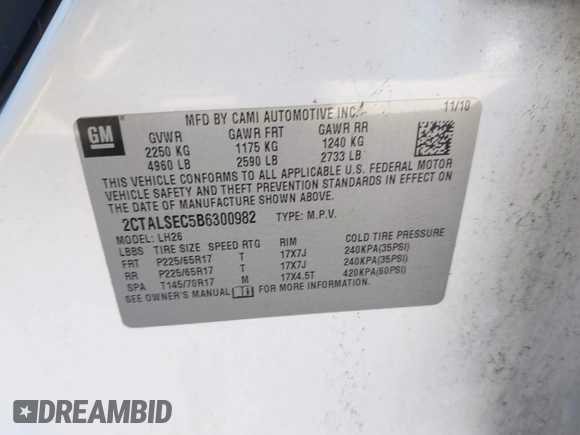 GM
MFD BY CAMI AUTOMOTIVE INC. 11/10
GVWR GAWR FRT GAWR RR
2250 KG 1175 KG 1240 KG
4960 LB 2590 LB 2733 LB
THIS VEHICLE CONFORMS TO ALL APPLICABLE U.S. FEDERAL MOTOR
VEHICLE SAFETY AND THEFT PREVENTION STANDARDS IN EFFECT
ON THE DATE OF MANUFACTURE SHOWN ABOVE.
2CTALSEC5B6300982 TYPE: M.P.V.
MODEL: LH26
LBBS TIRE SIZE SPEED RTG RIM COLD TIRE PRESSURE
FRT P225/65R17 T 17X7J 240KPA(35PSI)
RR P225/65R17 T 17X7J 240KPA(35PSI)
SPA T145/70R17 M 17X4.5T 420KPA(60PSI)
SEE OWNER'S MANUAL FOR MORE INFORMATION.
DREAMBID